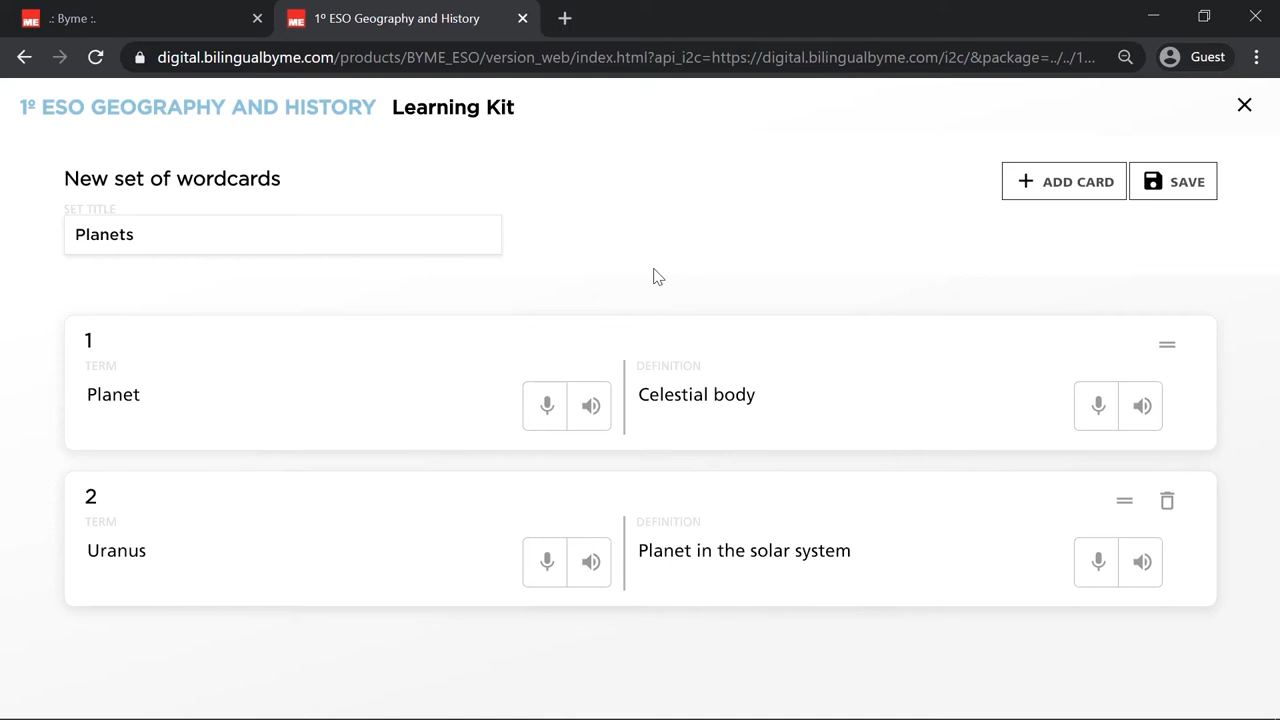 ME .: Byme :.
ME 1º ESO Geography and History
digital.bilingualbyme.com/products/BYME_ESO/version_web/index.html?api_i2c=https://digital.bilingualbyme.com/i2c/&package=../../1...
Guest
1º ESO GEOGRAPHY AND HISTORY Learning Kit
New set of wordcards
+ ADD CARD
SAVE
SET TITLE
Planets
1
TERM
DEFINITION
Planet
Celestial body
2
TERM
DEFINITION
Uranus
Planet in the solar system